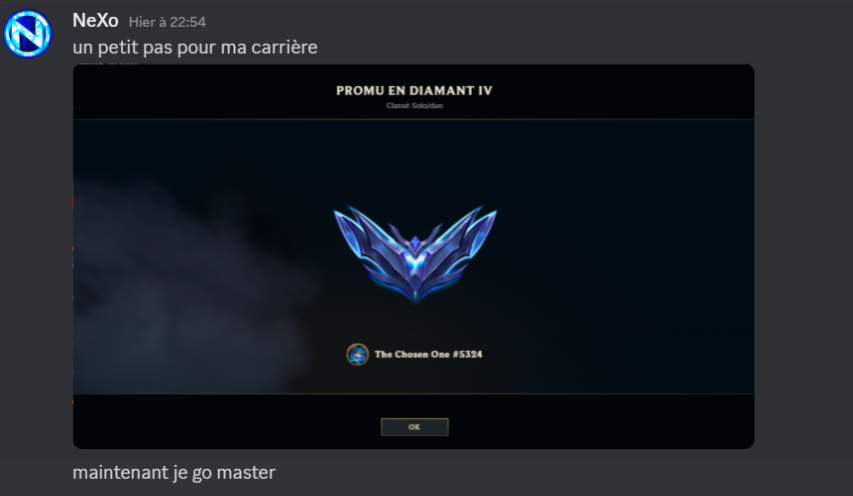 NeXo Hier à 22:54
un petit pas pour ma carrière
PROMU EN DIAMANT IV
Classé Solo/duo
The Chosen One #5324
OK
maintenant je go master